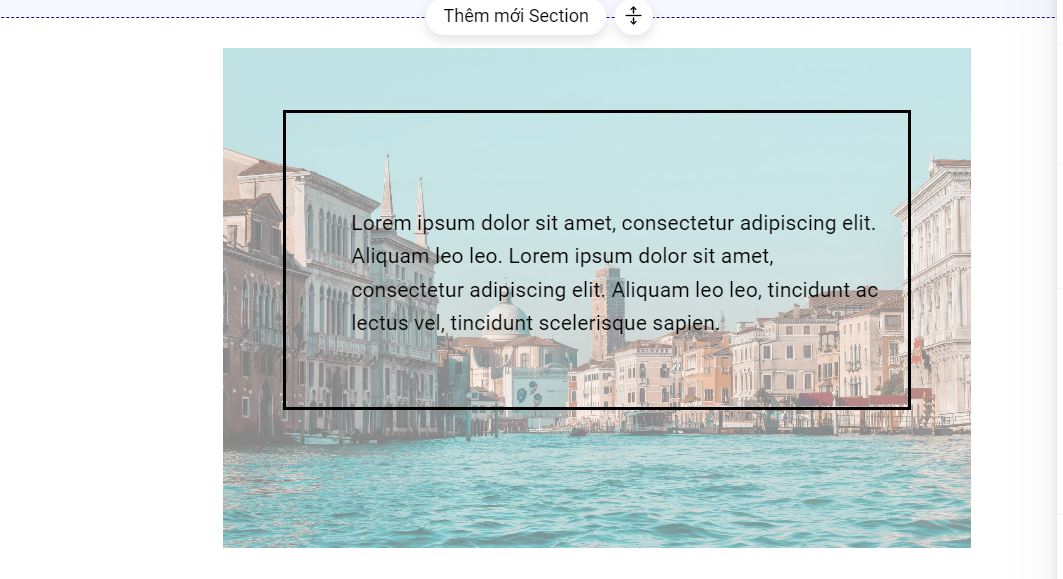 Thêm mới Section
Lorem ipsum dolor sit amet, consectetur adipiscing elit.
Aliquam leo leo. Lorem ipsum dolor sit amet,
consectetur adipiscing elit. Aliquam leo leo, tincidunt ac
lectus vel, tincidunt scelerisque sapien.